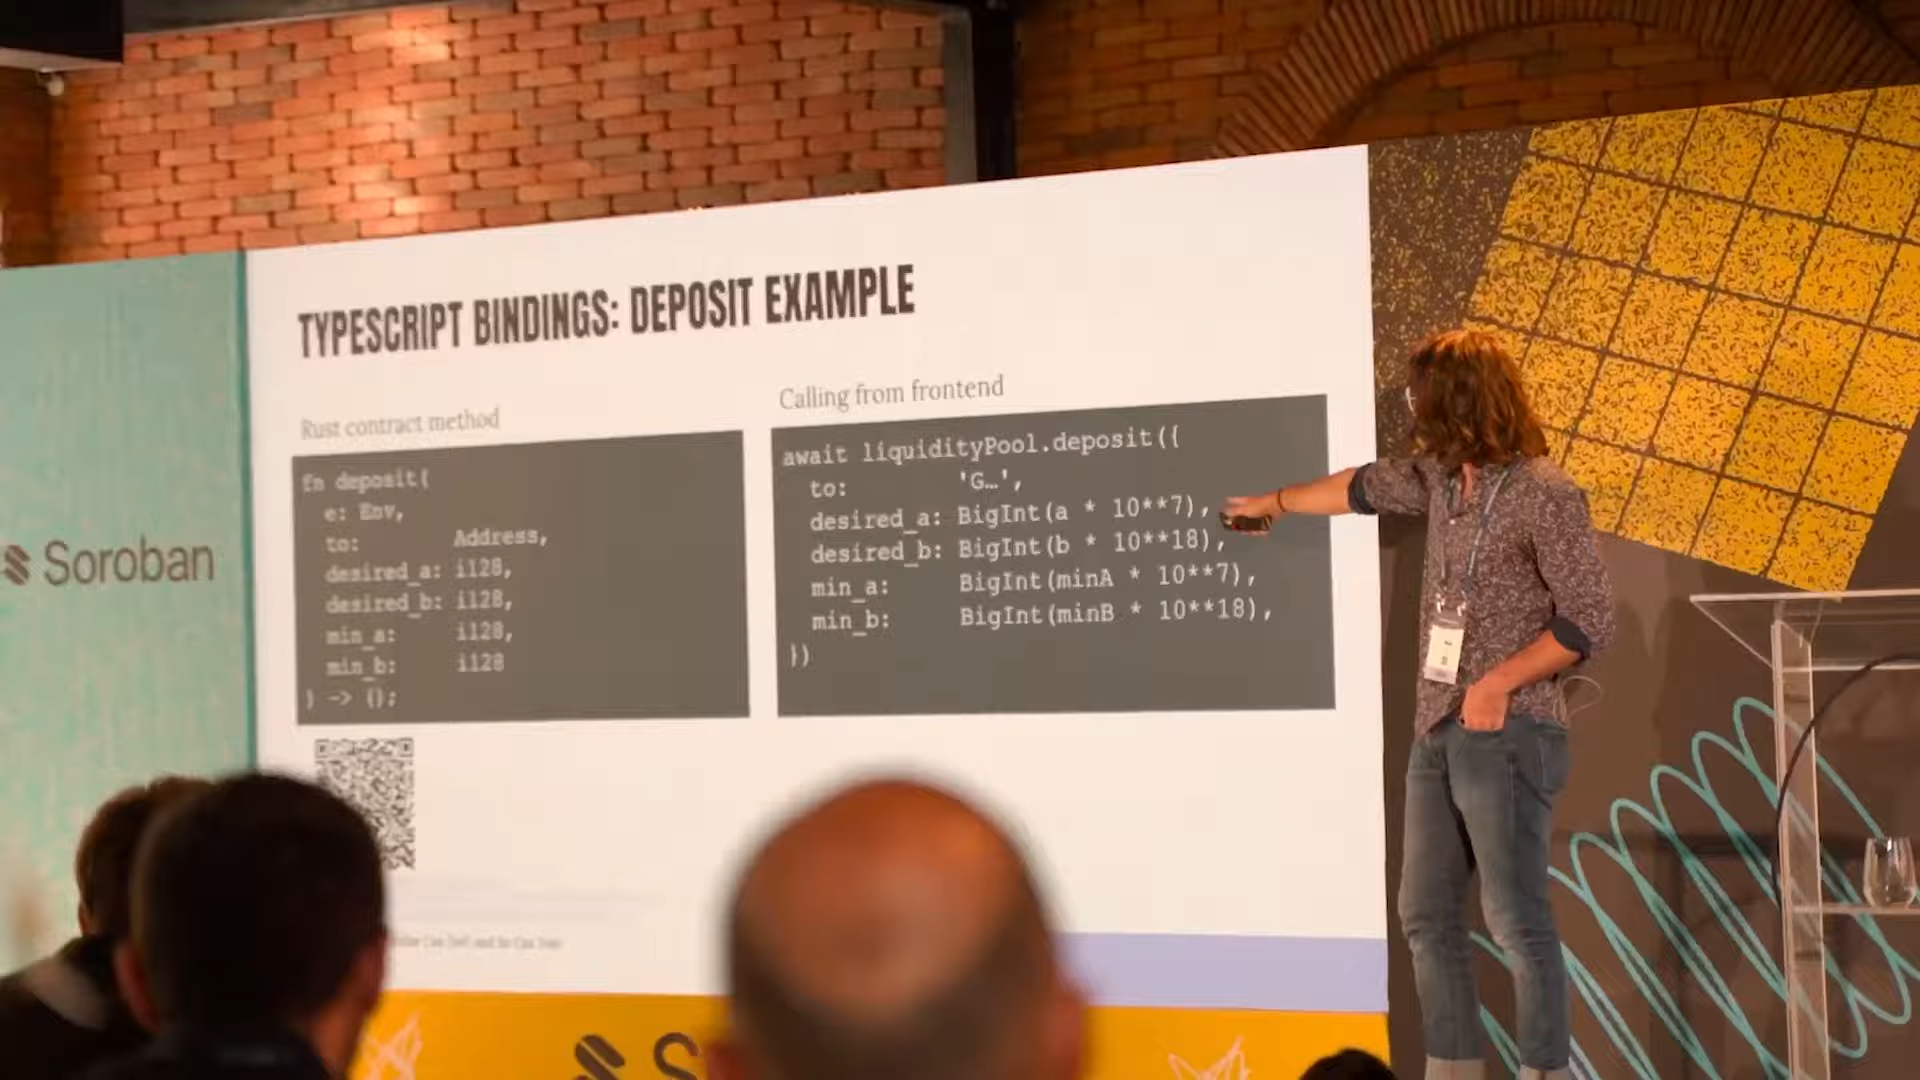 TYPESCRIPT BINDINGS: DEPOSIT EXAMPLE
Rust contract method
fn deposit(
e: Env,
to: Address,
desired_a: i128,
desired_b: i128,
min_a: i128,
min_b: i128
) -> ();
Calling from frontend
await liquidityPool.deposit({
to: 'G…',
desired_a: BigInt(a * 10**7),
desired_b: BigInt(b * 10**18),
min_a: BigInt(minA * 10**7),
min_b: BigInt(minB * 10**18),
})
Soroban